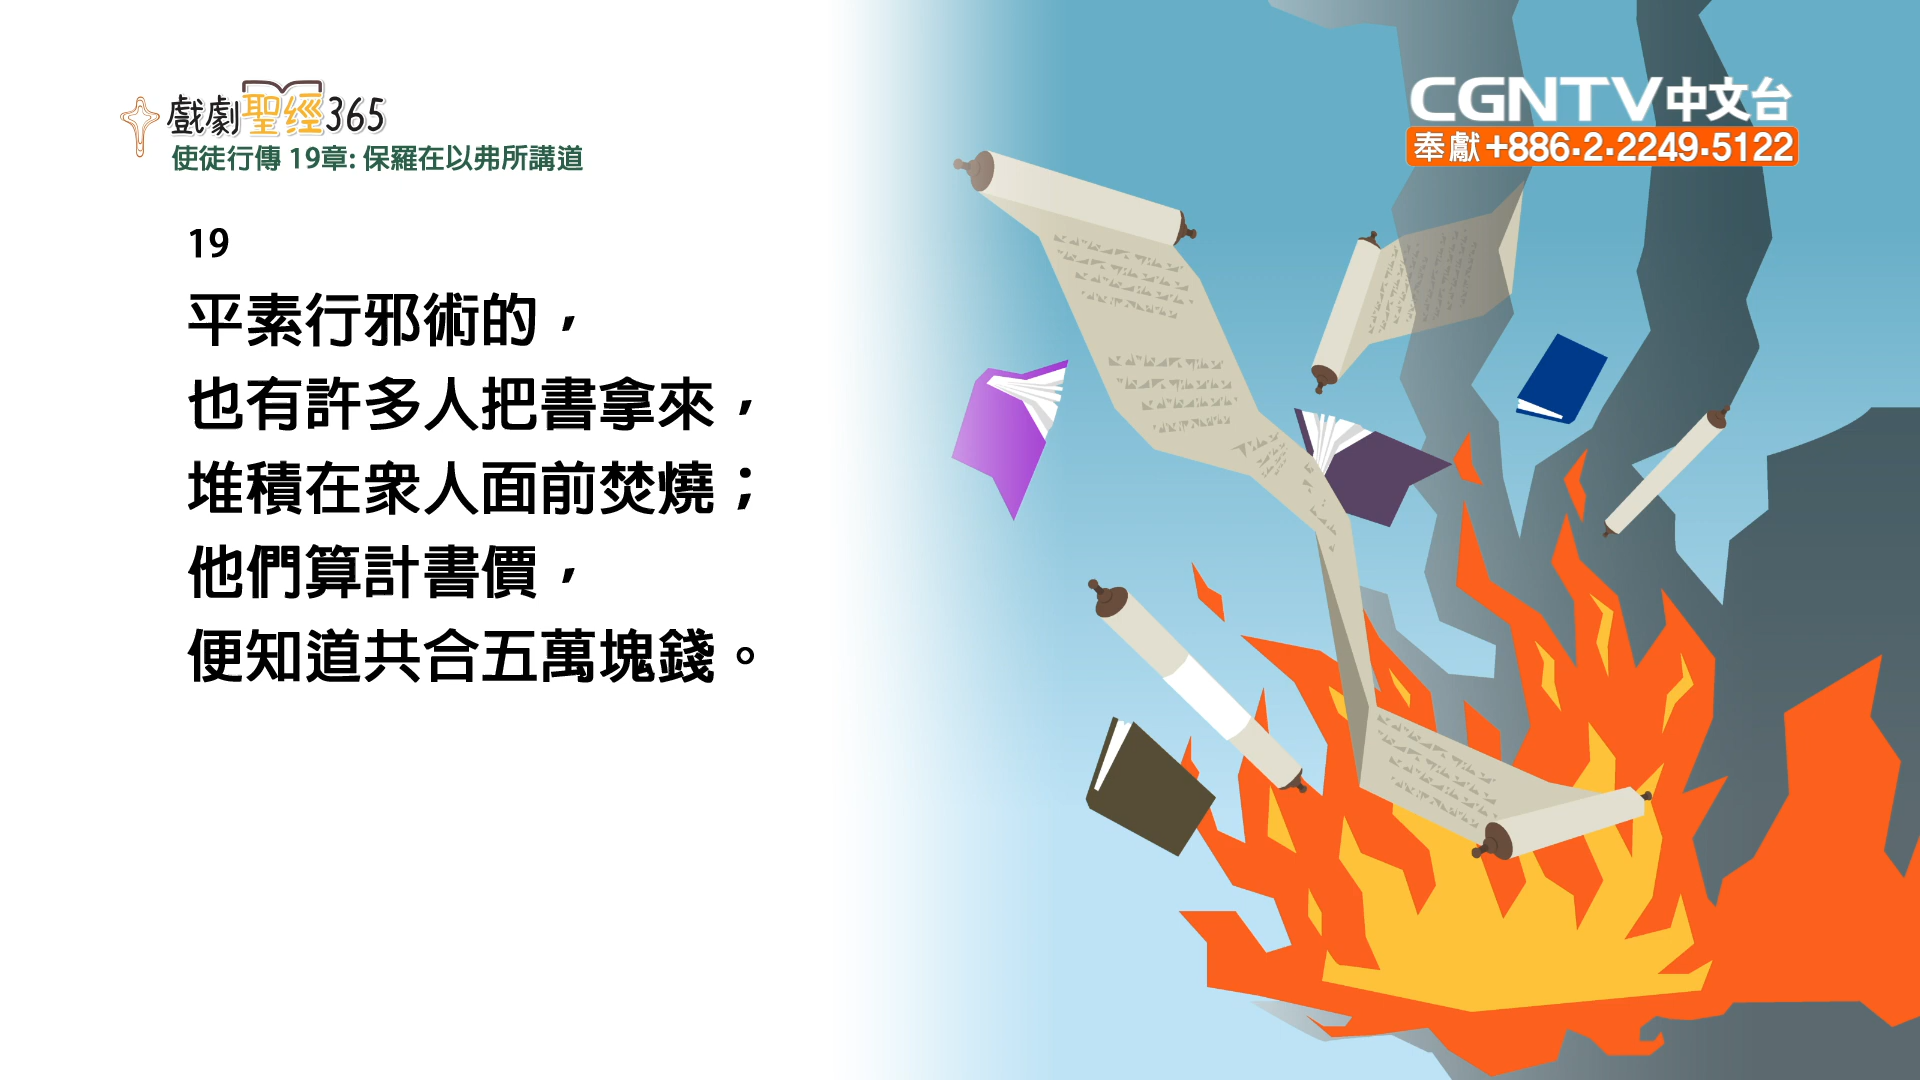 戲劇聖經365
使徒行傳 19章: 保羅在以弗所講道
CGNTV中文台
奉獻 +886·2·2249·5122
19
平素行邪術的，
也有許多人把書拿來，
堆積在衆人面前焚燒；
他們算計書價，
便知道共合五萬塊錢。